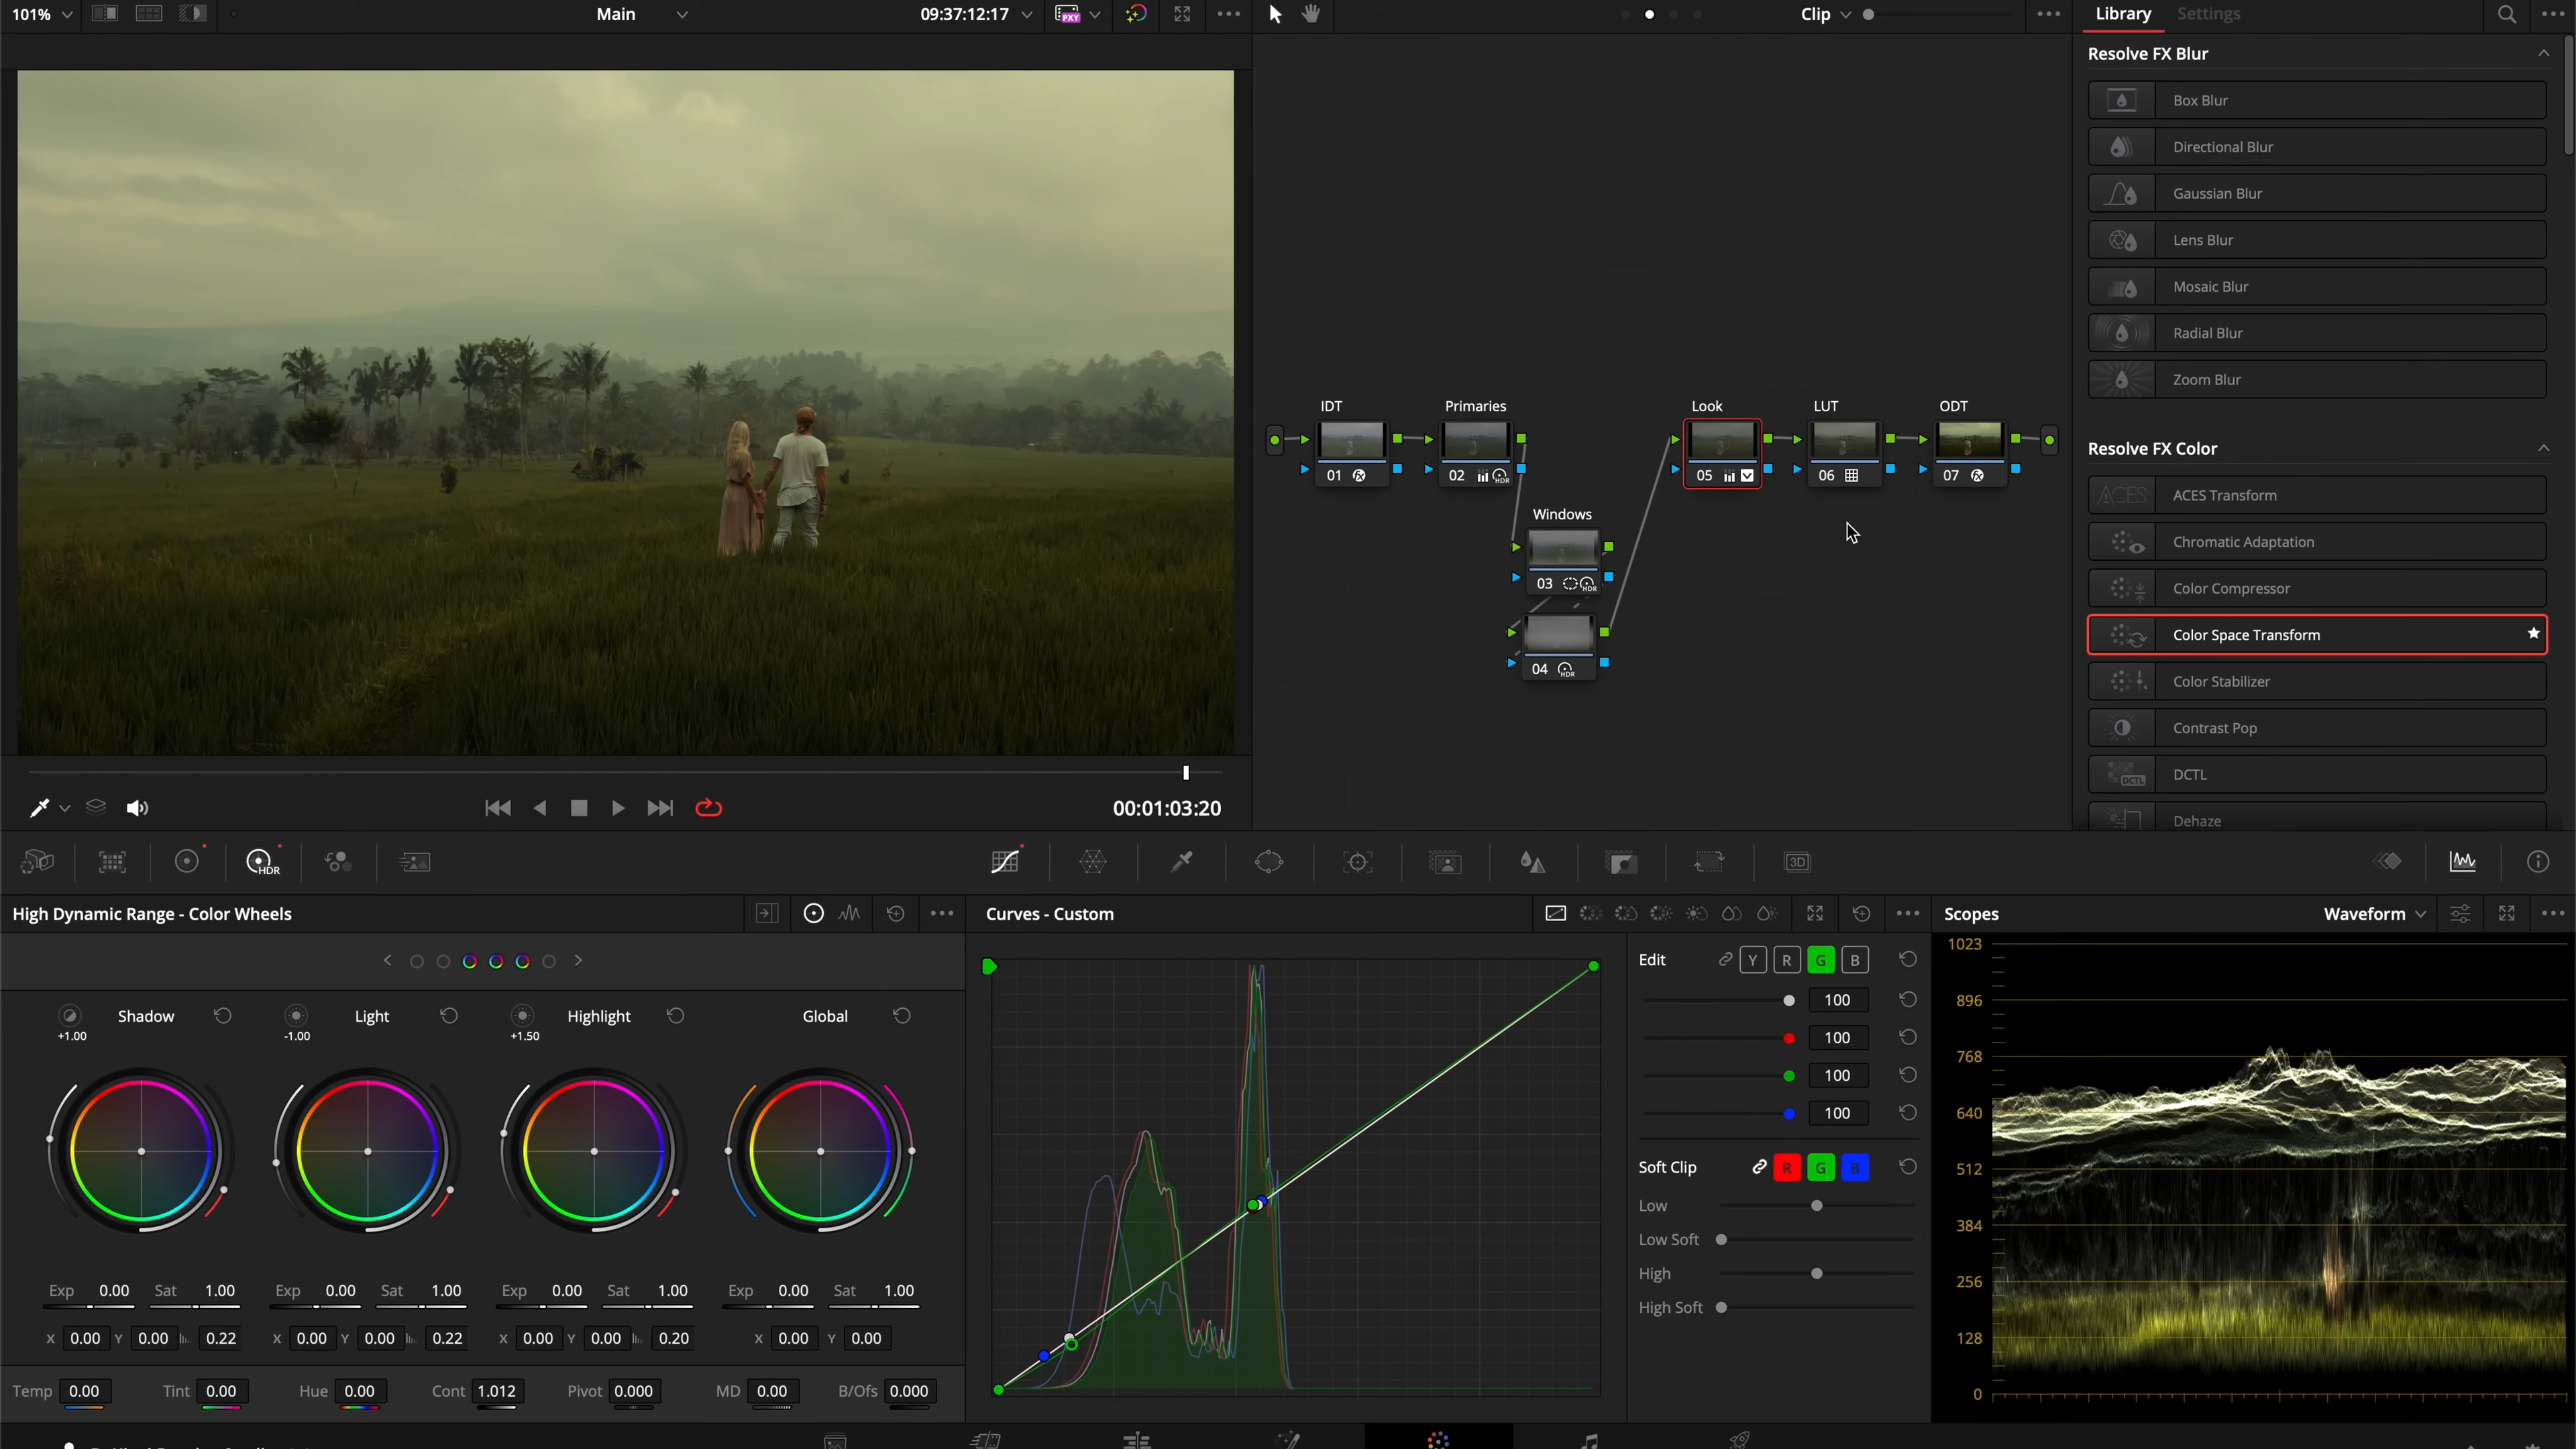 101%
Main
09:37:12:17
PXY
Clip
Library
Settings
Resolve FX Blur
Box Blur
Directional Blur
Gaussian Blur
Lens Blur
Mosaic Blur
Radial Blur
Zoom Blur
Resolve FX Color
ACES
ACES Transform
Chromatic Adaptation
Color Compressor
Color Space Transform
Color Stabilizer
Contrast Pop
DCTL
DCTL
Dehaze
IDT
Primaries
Look
LUT
ODT
01
02
HDR
05
06
07
Windows
03
HDR
04
HDR
00:01:03:20
HDR
3D
High Dynamic Range - Color Wheels
Curves - Custom
Scopes
Waveform
+1.00
Shadow
-1.00
Light
+1.50
Highlight
Global
Exp 0.00 Sat 1.00
Exp 0.00 Sat 1.00
Exp 0.00 Sat 1.00
Exp 0.00 Sat 1.00
X 0.00 Y 0.00 0.22
X 0.00 Y 0.00 0.22
X 0.00 Y 0.00 0.20
X 0.00 Y 0.00
Temp 0.00
Tint 0.00
Hue 0.00
Cont 1.012
Pivot 0.000
MD 0.00
B/Ofs 0.000
Edit
Y R G B
100
100
100
100
Soft Clip
R G B
Low
Low Soft
High
High Soft
1023
896
768
640
512
384
256
128
0